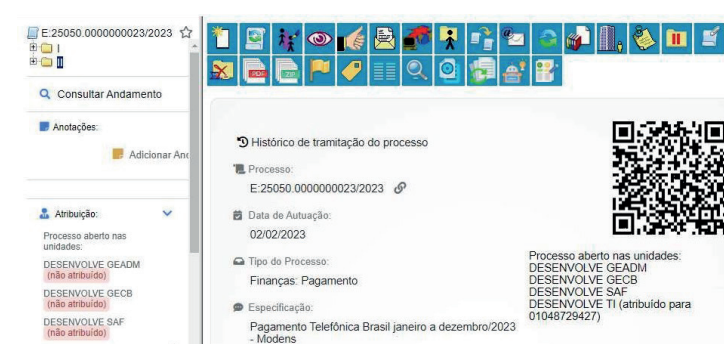 E:25050.0000000023/2023
I
II
Consultar Andamento
Anotações:
Adicionar Ano
Atribuição:
Processo aberto nas
unidades:
DESENVOLVE GEADM
(não atribuído)
DESENVOLVE GECB
(não atribuído)
DESENVOLVE SAF
(não atribuído)
PDF
ZIP
Histórico de tramitação do processo
Processo:
E:25050.0000000023/2023
Data de Autuação:
02/02/2023
Tipo do Processo:
Finanças: Pagamento
Especificação:
Pagamento Telefônica Brasil janeiro a dezembro/2023
- Modens
Processo aberto nas unidades:
DESENVOLVE GEADM
DESENVOLVE GECB
DESENVOLVE SAF
DESENVOLVE TI (atribuído para
01048729427)